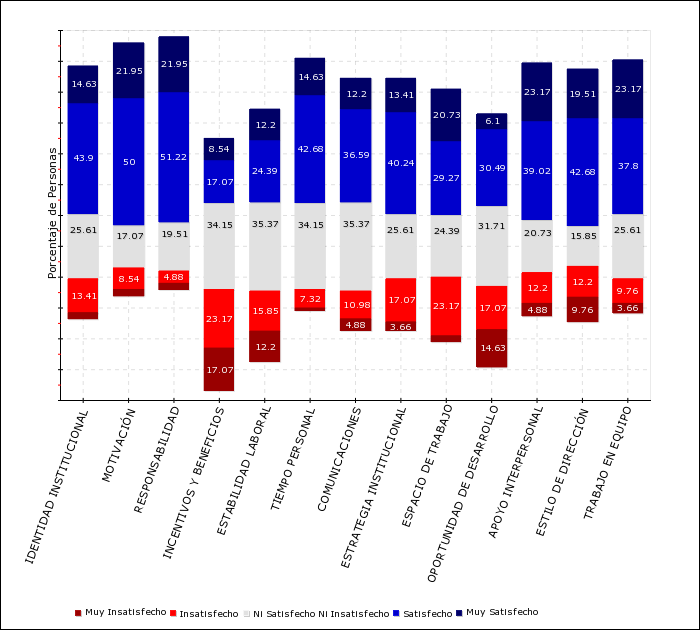 Porcentaje de Personas
14.63 21.95 21.95 8.54 12.2 14.63 12.2 13.41 20.73 6.1 23.17 19.51 23.17
43.9 50 51.22 17.07 24.39 42.68 36.59 40.24 29.27 30.49 39.02 42.68 37.8
25.61 17.07 19.51 34.15 35.37 34.15 35.37 25.61 24.39 31.71 20.73 15.85 25.61
13.41 8.54 4.88 23.17 15.85 7.32 10.98 17.07 23.17 17.07 12.2 12.2 9.76
17.07 12.2 4.88 3.66 14.63 4.88 9.76 3.66
IDENTIDAD INSTITUCIONAL
MOTIVACIÓN
RESPONSABILIDAD
INCENTIVOS Y BENEFICIOS
ESTABILIDAD LABORAL
TIEMPO PERSONAL
COMUNICACIONES
ESTRATEGIA INSTITUCIONAL
ESPACIO DE TRABAJO
OPORTUNIDAD DE DESARROLLO
APOYO INTERPERSONAL
ESTILO DE DIRECCIÓN
TRABAJO EN EQUIPO
Muy Insatisfecho Insatisfecho Ni Satisfecho Ni Insatisfecho Satisfecho Muy Satisfecho